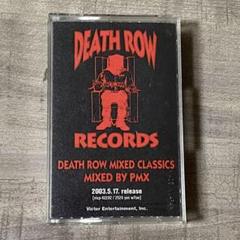 DEATH ROW
RECORDS
DEATH ROW MIXED CLASSICS
MIXED BY PMX
2003.5.17. release
Victor Entertainment, Inc.